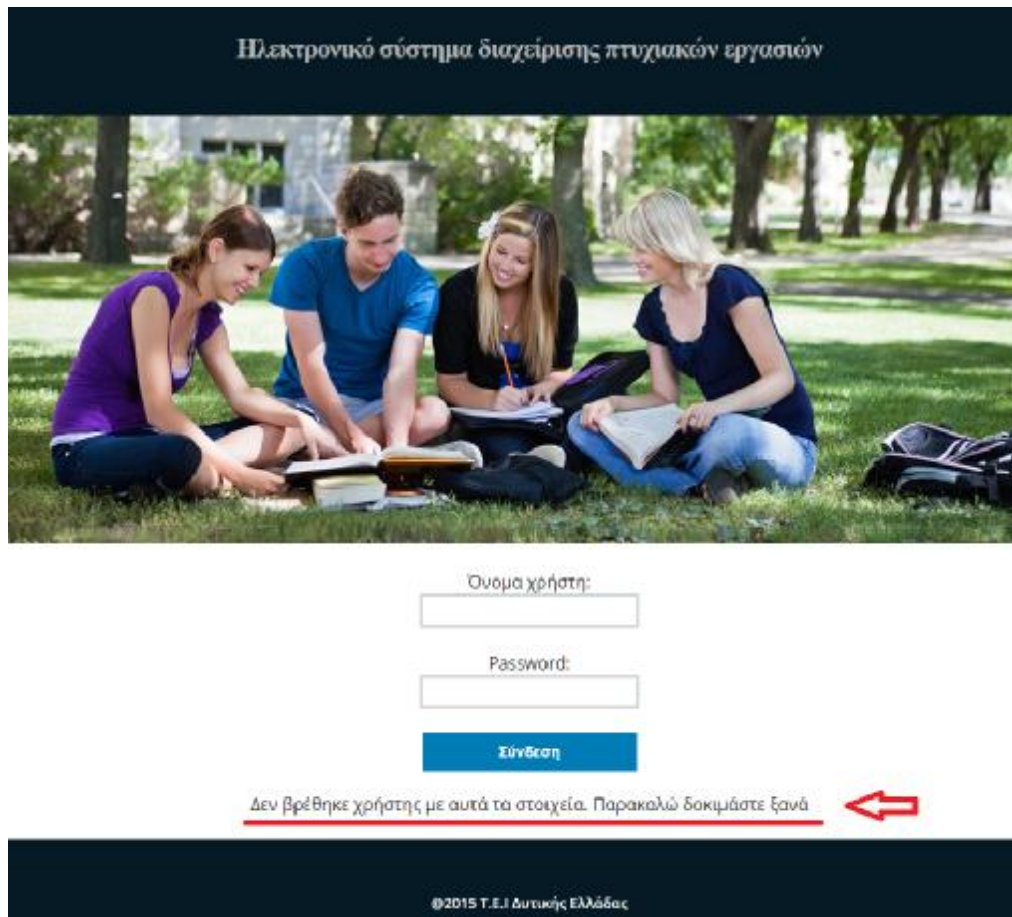 Ηλεκτρονικό σύστημα διαχείρισης πτυχιακών εργασιών
Όνομα χρήστη:
Password:
Σύνδεση
Δεν βρέθηκε χρήστης με αυτά τα στοιχεία. Παρακαλώ δοκιμάστε ξανά
@2015 Τ.Ε.Ι Δυτικής Ελλάδας